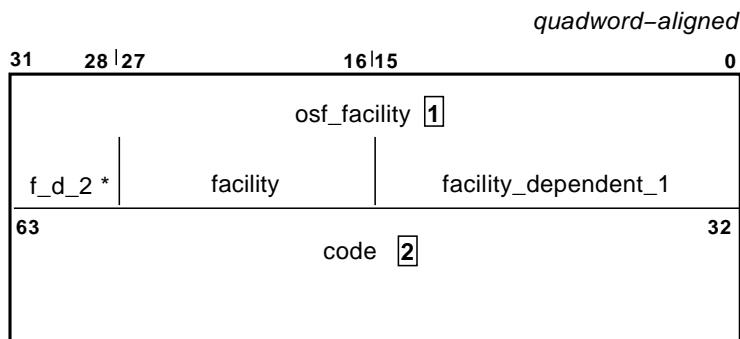 quadword–aligned
31 28 27 16 15 0
osf_facility 1
f_d_2 * facility facility_dependent_1
63 32
code 2